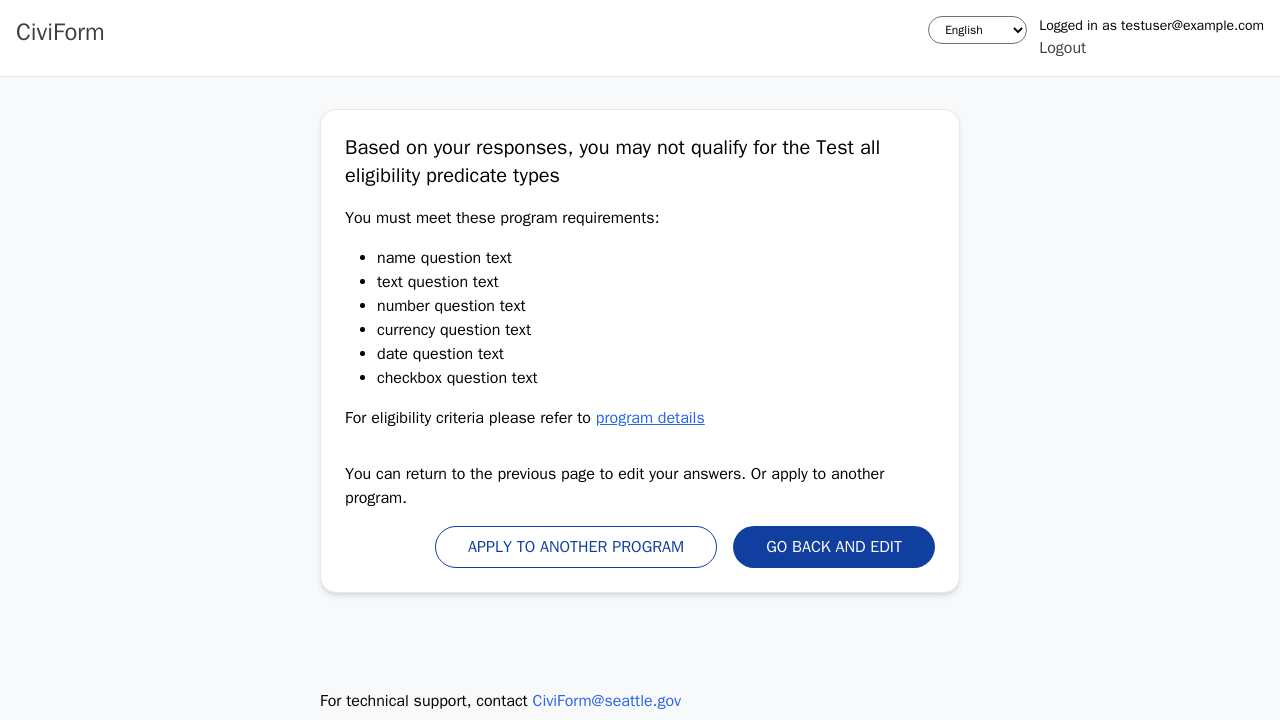 CiviForm
English
Logged in as testuser@example.com
Logout
Based on your responses, you may not qualify for the Test all
eligibility predicate types
You must meet these program requirements:
name question text
text question text
number question text
currency question text
date question text
checkbox question text
For eligibility criteria please refer to program details
You can return to the previous page to edit your answers. Or apply to another
program.
APPLY TO ANOTHER PROGRAM
GO BACK AND EDIT
For technical support, contact CiviForm@seattle.gov